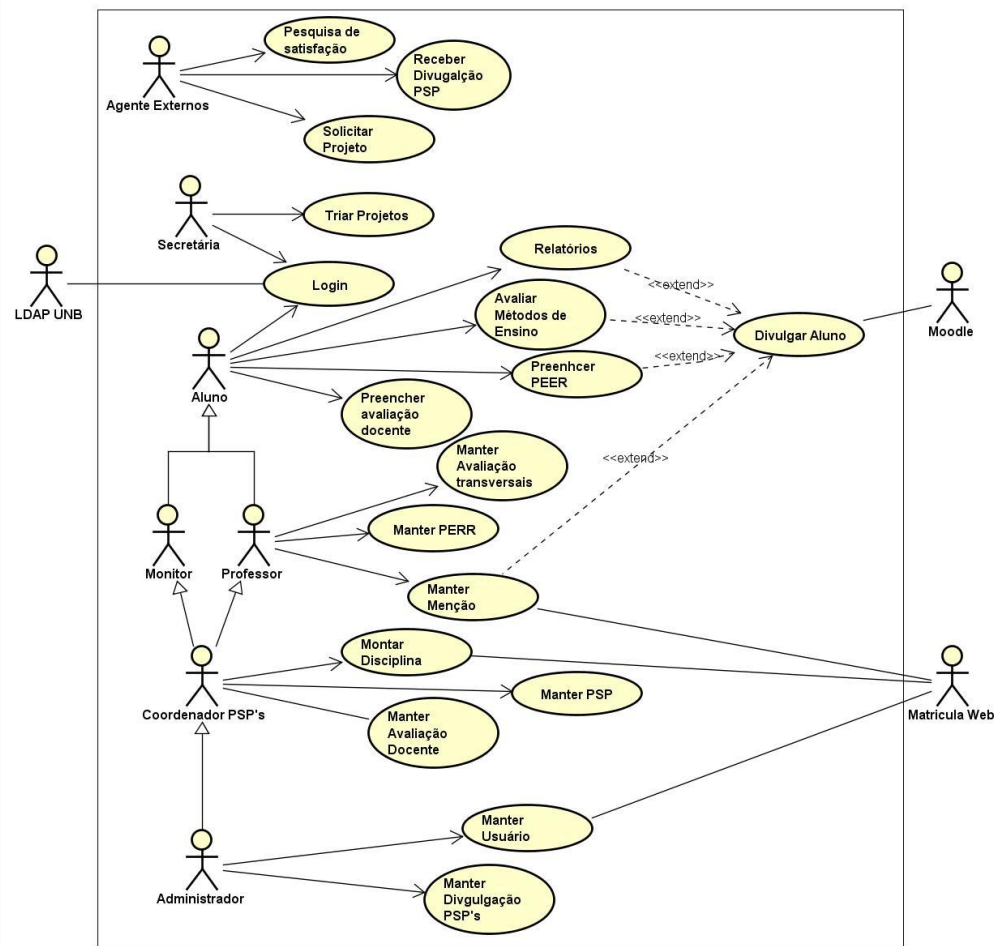 Pesquisa de
satisfação
Receber
Divugalção
PSP
Agente Externos
Solicitar
Projeto
Triar Projetos
Secretária
Relatórios
Login
LDAP UNB
<<extend>>
Avaliar
Métodos de
Ensino
<<extend>>
Divulgar Aluno
Moodle
<<extend>>
Preenhcer
PEER
Aluno
Preencher
avaliação
docente
Manter
Avaliação
transversais
<<extend>>
Manter PERR
Monitor
Professor
Manter
Menção
Montar
Disciplina
Manter PSP
Coordenador PSP's
Matricula Web
Manter
Avaliação
Docente
Manter
Usuário
Administrador
Manter
Divgulgação
PSP's